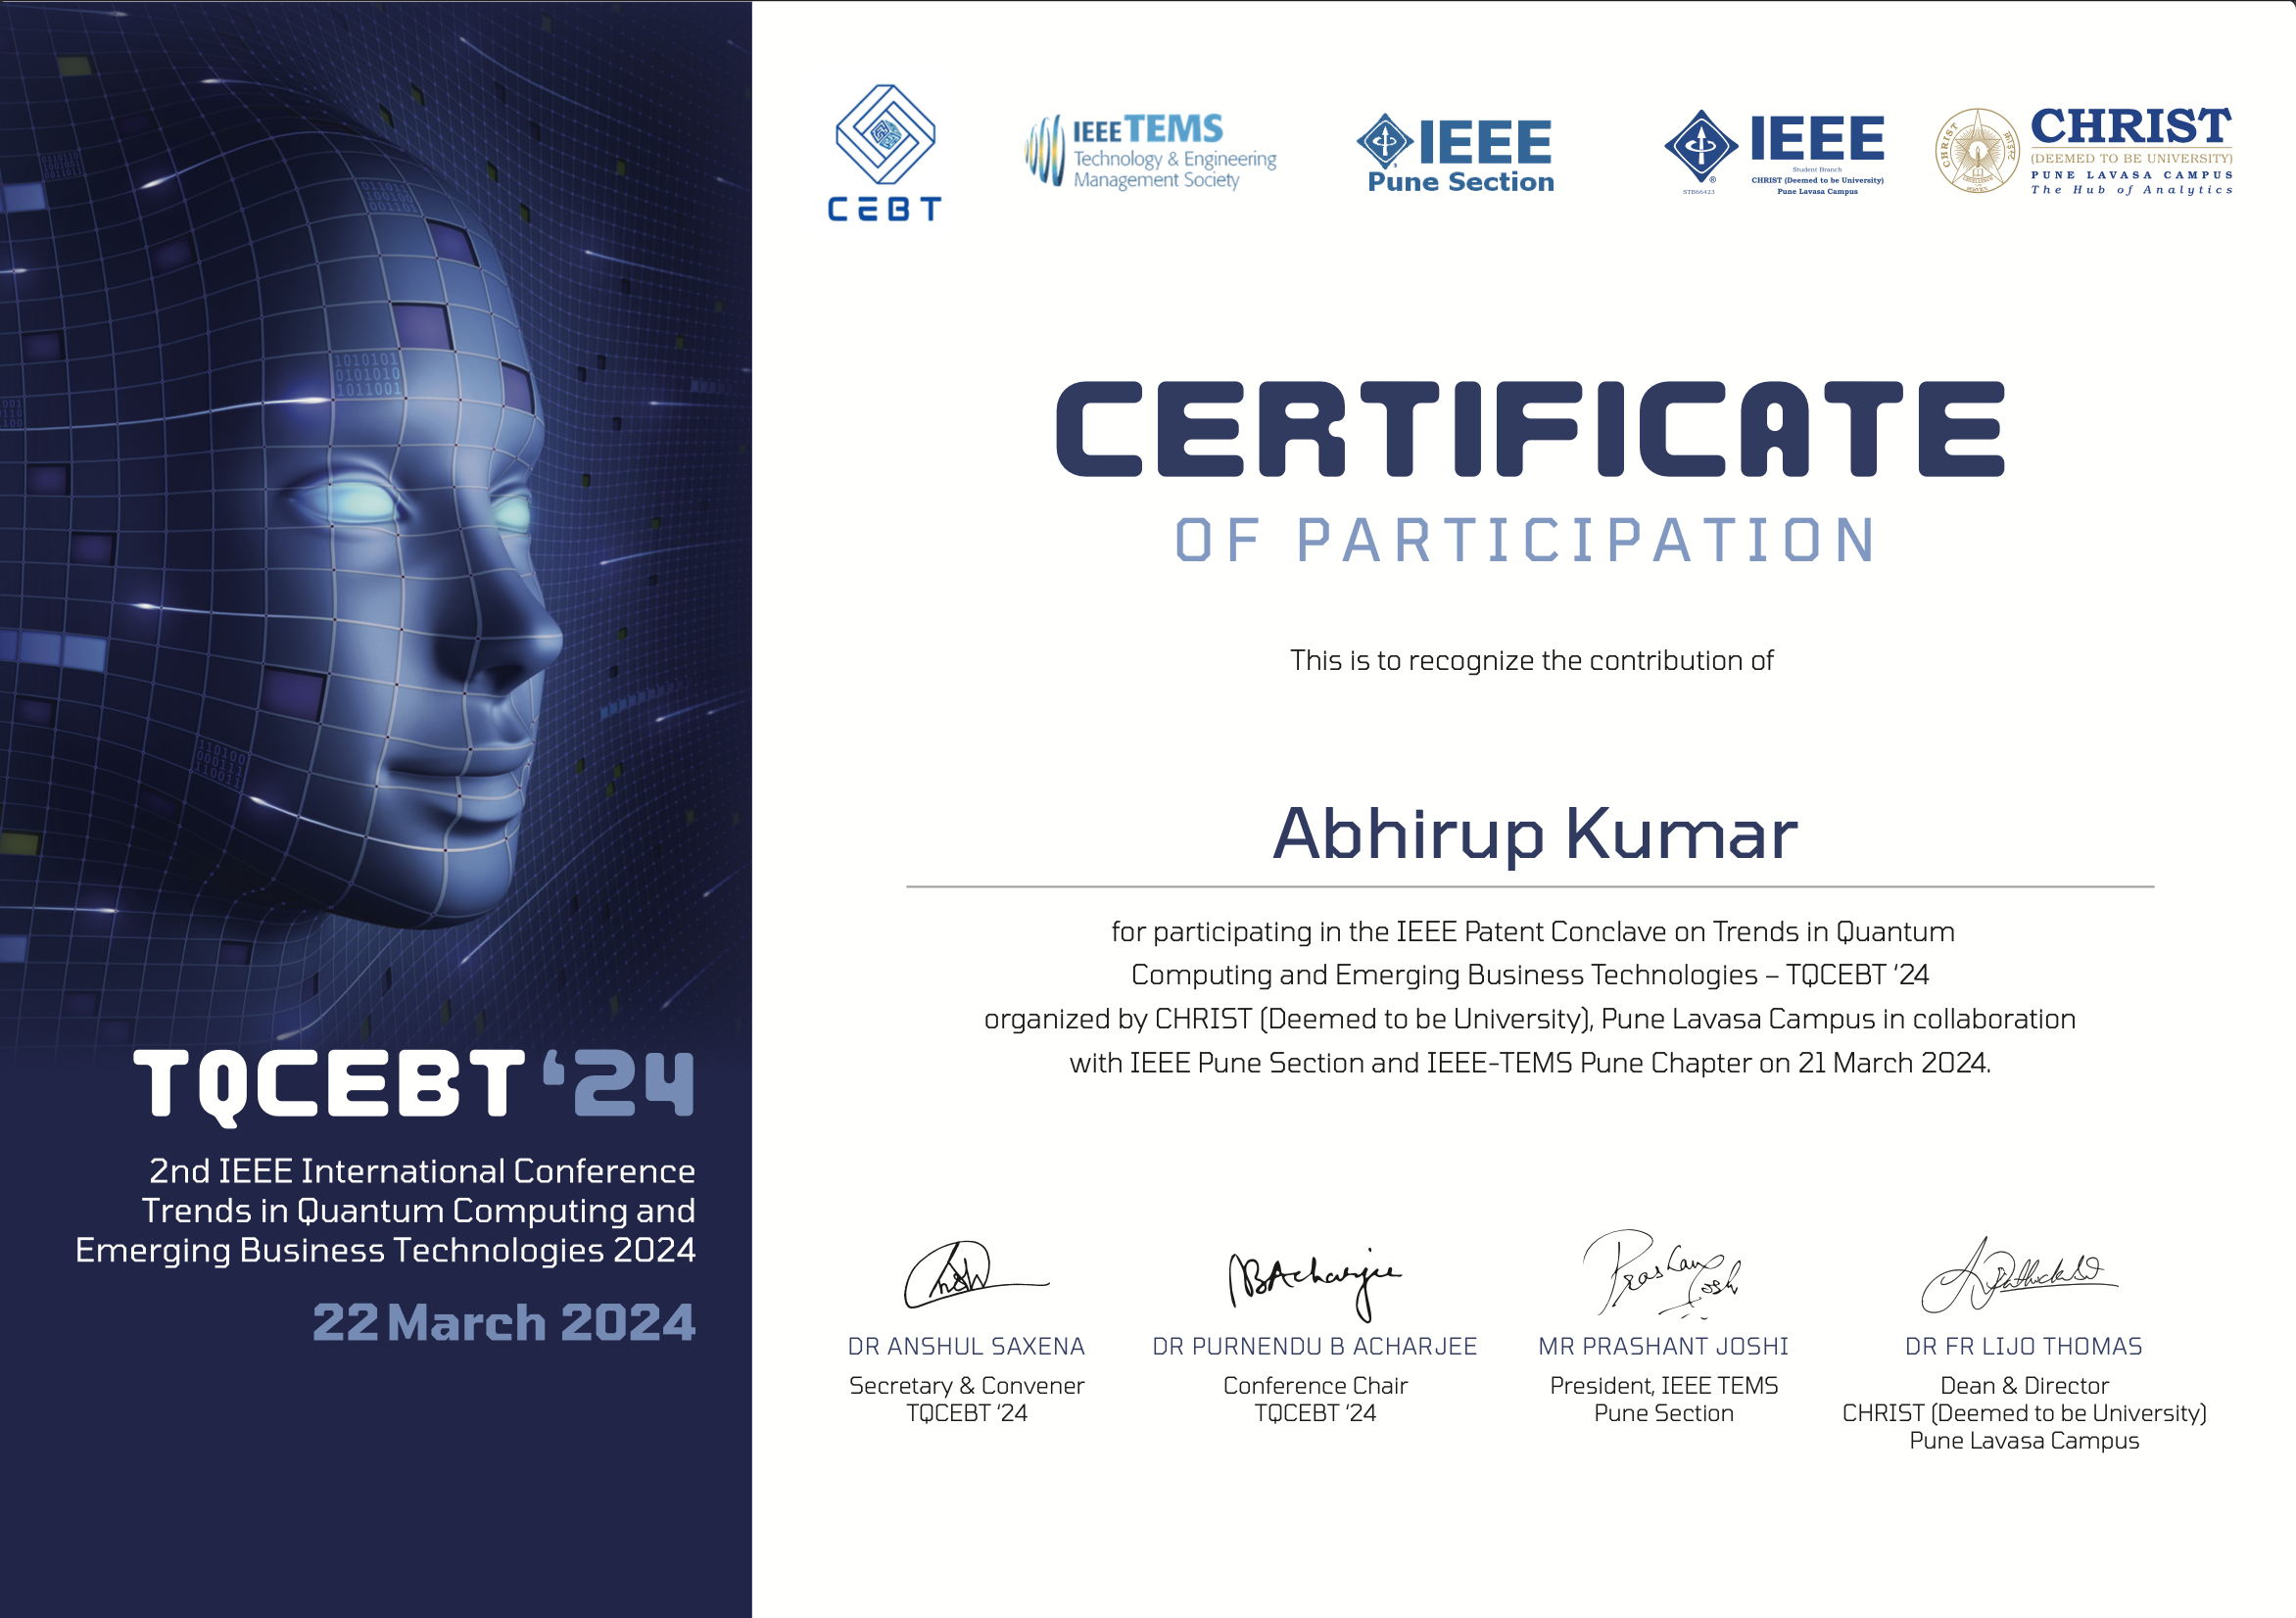 CEBT
IEEE TEMS
Technology & Engineering
Management Society
IEEE
Pune Section
IEEE
Student Branch
CHRIST (Deemed to be University)
Pune Lavasa Campus
STB66423
CHRIST
(DEEMED TO BE UNIVERSITY)
PUNE LAVASA CAMPUS
The Hub of Analytics
CERTIFICATE
OF PARTICIPATION
This is to recognize the contribution of
Abhirup Kumar
for participating in the IEEE Patent Conclave on Trends in Quantum
Computing and Emerging Business Technologies – TQCEBT ‘24
organized by CHRIST (Deemed to be University), Pune Lavasa Campus in collaboration
with IEEE Pune Section and IEEE-TEMS Pune Chapter on 21 March 2024.
DR ANSHUL SAXENA
Secretary & Convener
TQCEBT ‘24
DR PURNENDU B ACHARJEE
Conference Chair
TQCEBT ‘24
MR PRASHANT JOSHI
President, IEEE TEMS
Pune Section
DR FR LIJO THOMAS
Dean & Director
CHRIST (Deemed to be University)
Pune Lavasa Campus
TQCEBT ‘24
2nd IEEE International Conference
Trends in Quantum Computing and
Emerging Business Technologies 2024
22 March 2024
1010101
0101010
1011001